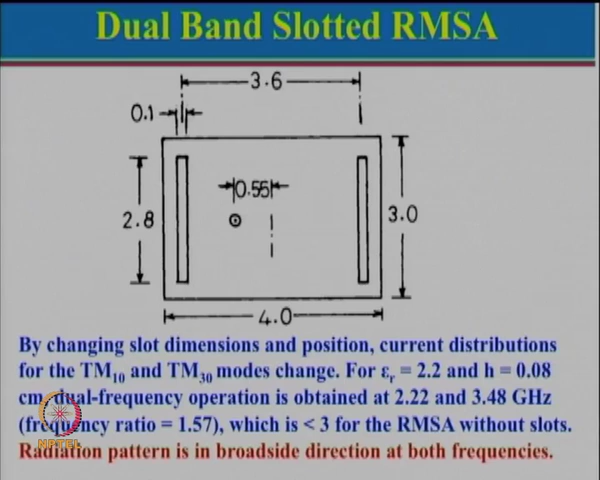 Dual Band Slotted RMSA
3.6
0.1
0.55
2.8
3.0
4.0
By changing slot dimensions and position, current distributions
for the TM₁₀ and TM₃₀ modes change. For εᵣ = 2.2 and h = 0.08
cm, dual-frequency operation is obtained at 2.22 and 3.48 GHz
(frequency ratio = 1.57), which is < 3 for the RMSA without slots.
Radiation pattern is in broadside direction at both frequencies.
NPTEL